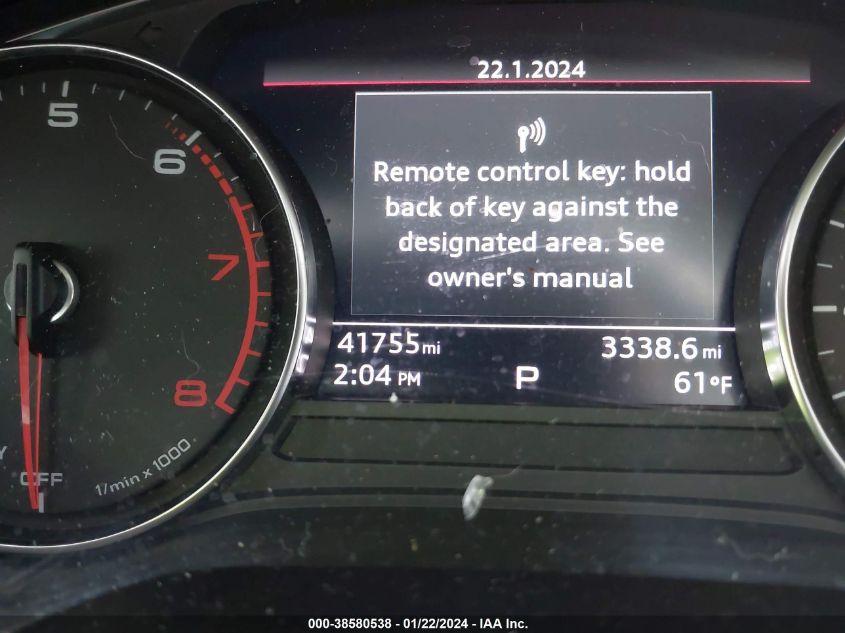 22.1.2024
Remote control key: hold
back of key against the
designated area. See
owner's manual
41755 mi 3338.6 mi
2:04 PM P 61°F
5
6
7
8
1/min x 1000
OFF
000-38580538 - 01/22/2024 - IAA Inc.